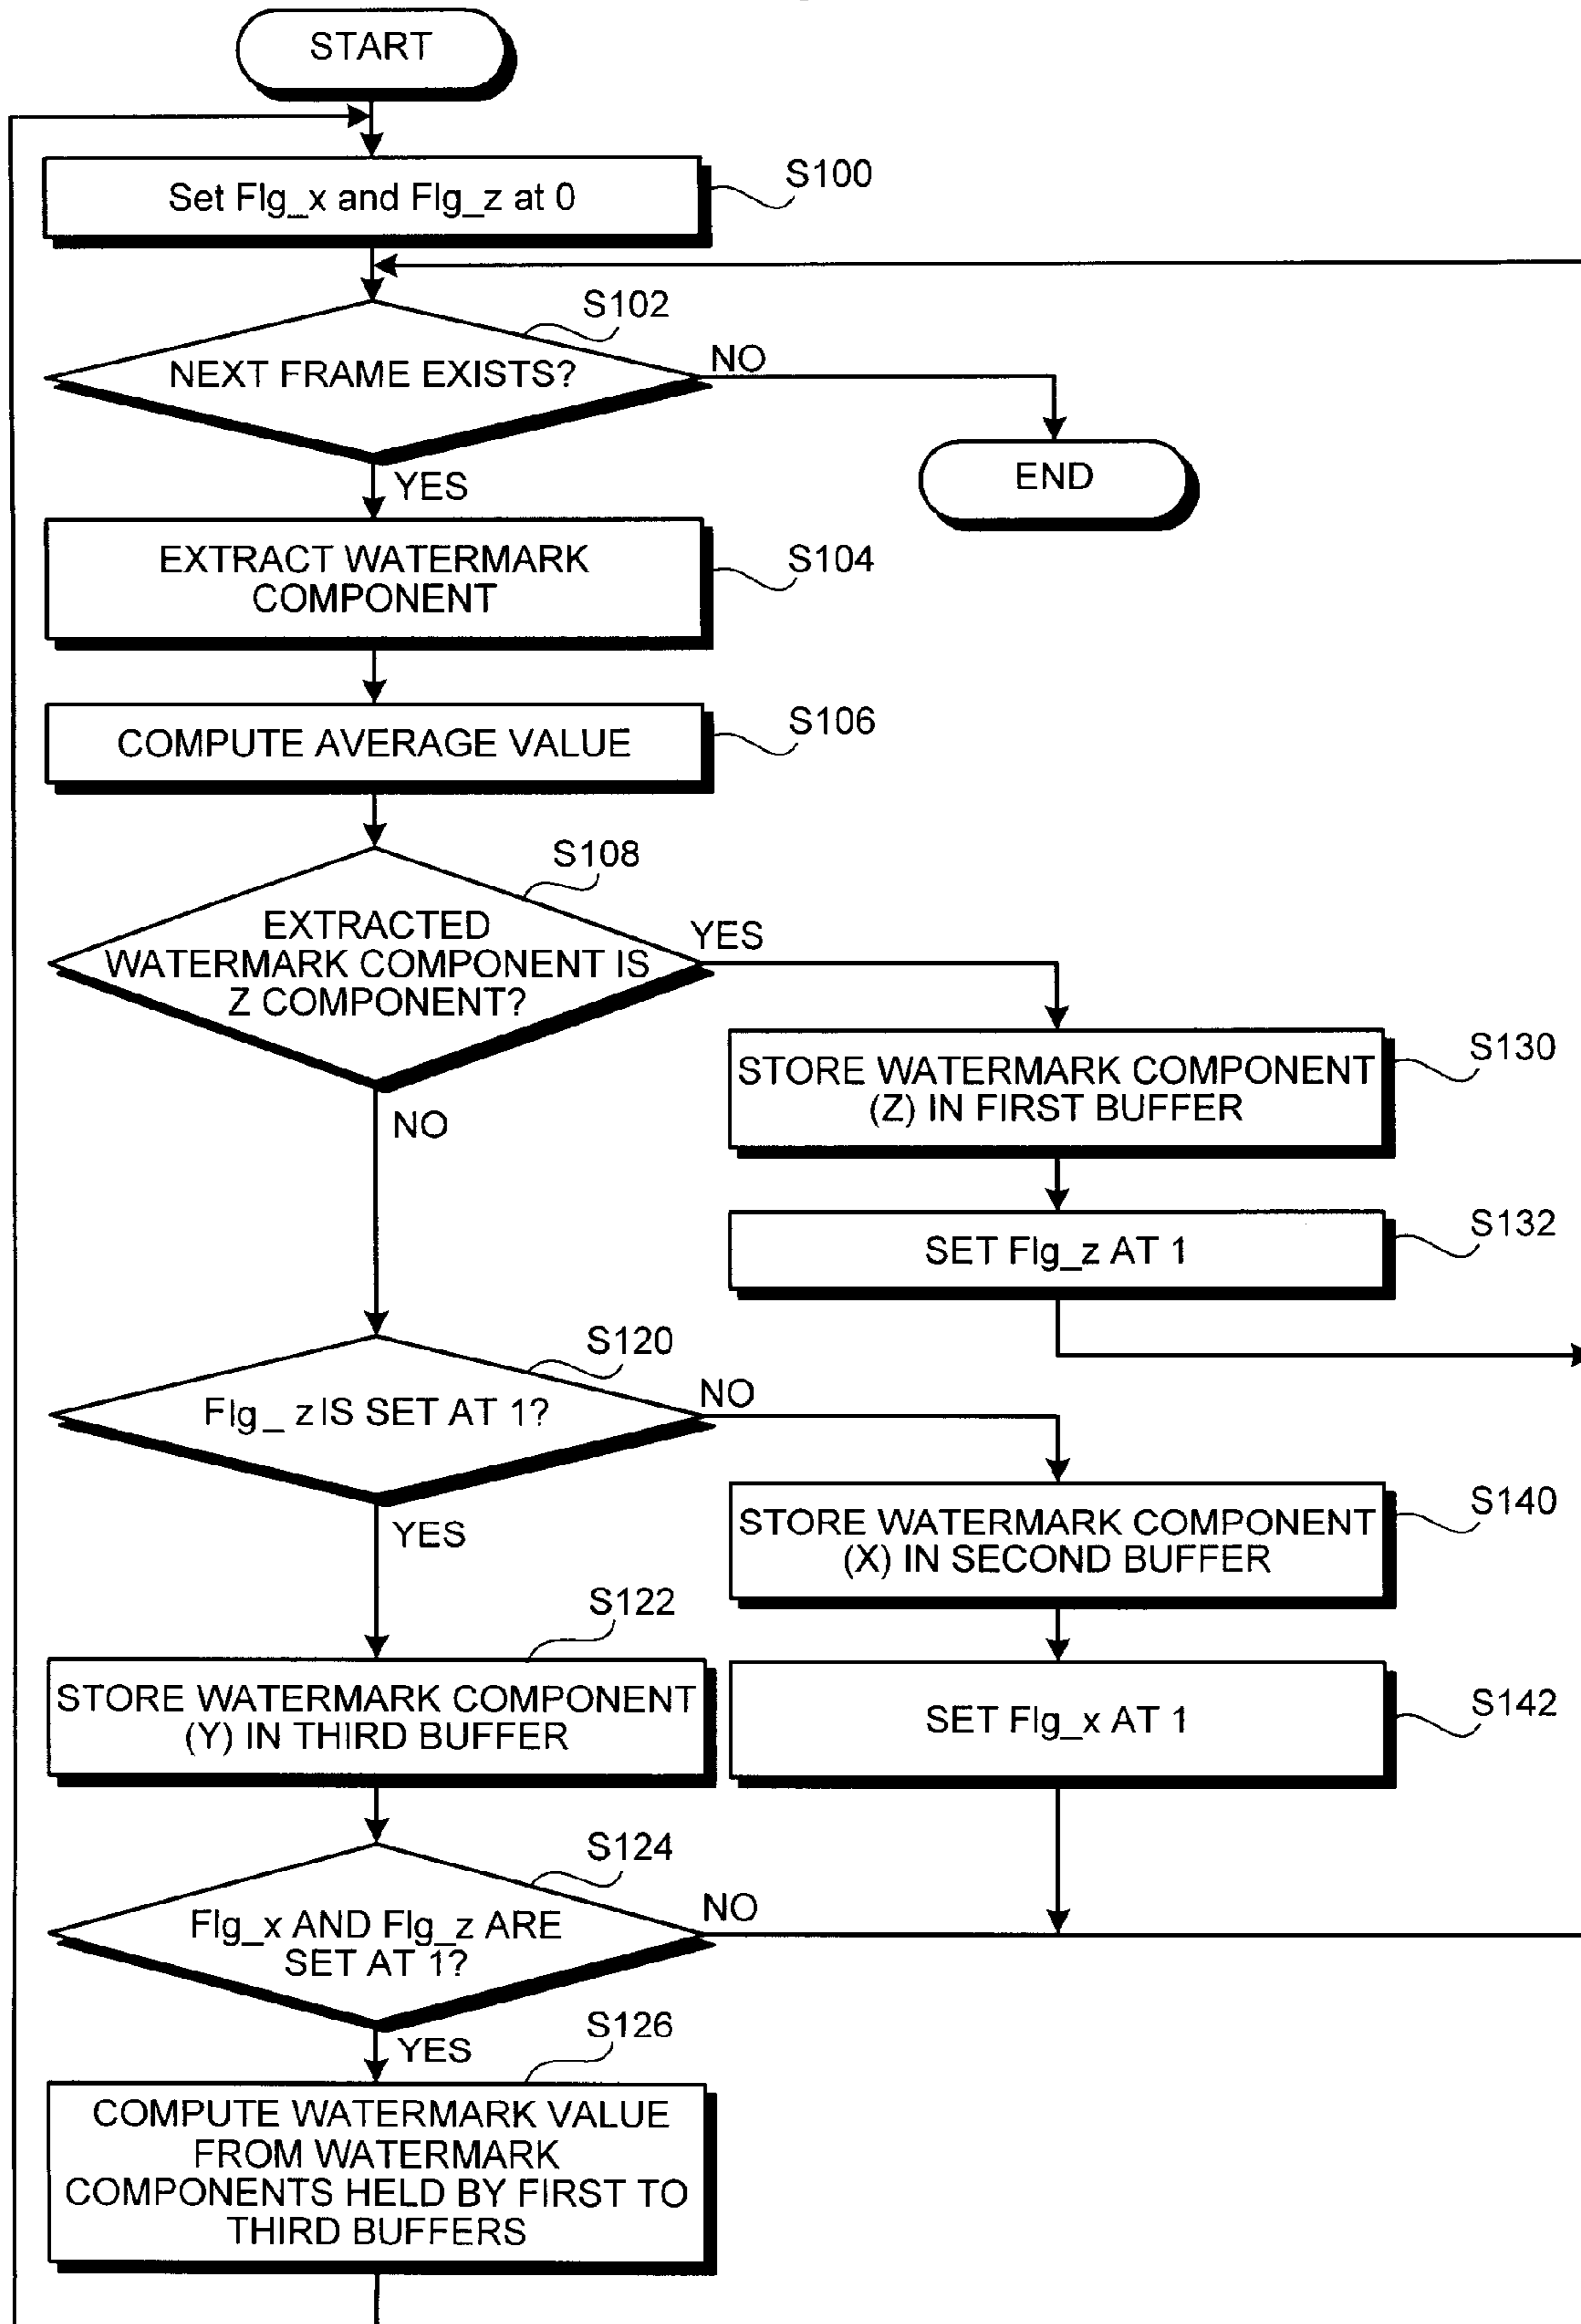 START
Set Flg_x and Flg_z at 0
S100
S102
NEXT FRAME EXISTS?
NO
END
YES
EXTRACT WATERMARK
COMPONENT
S104
COMPUTE AVERAGE VALUE
S106
S108
EXTRACTED
WATERMARK COMPONENT IS
Z COMPONENT?
YES
NO
STORE WATERMARK COMPONENT
(Z) IN FIRST BUFFER
S130
SET Flg_z AT 1
S132
S120
Flg_ z IS SET AT 1?
NO
YES
STORE WATERMARK COMPONENT
(X) IN SECOND BUFFER
S140
S122
STORE WATERMARK COMPONENT
(Y) IN THIRD BUFFER
SET Flg_x AT 1
S142
S124
Flg_x AND Flg_z ARE
SET AT 1?
NO
YES
S126
COMPUTE WATERMARK VALUE
FROM WATERMARK
COMPONENTS HELD BY FIRST TO
THIRD BUFFERS